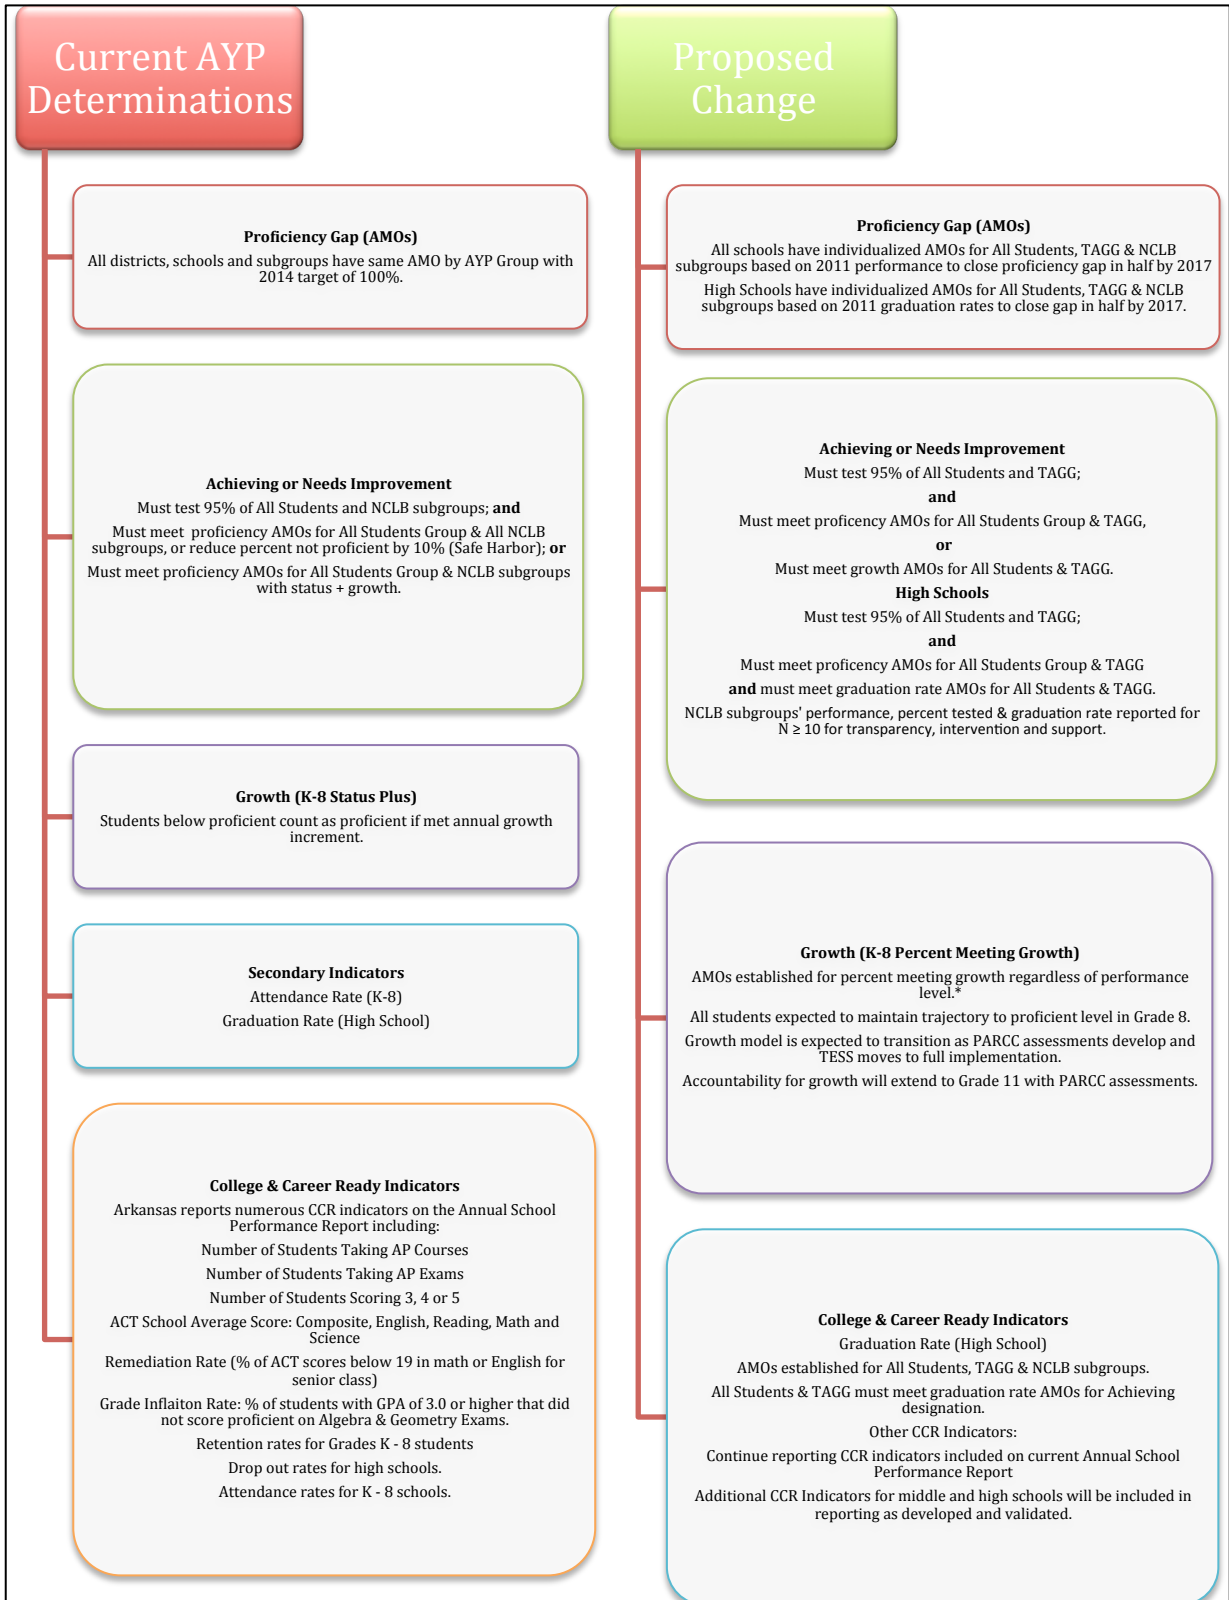 Current AYP
Determinations
Proficiency Gap (AMOs)
All districts, schools and subgroups have same AMO by AYP Group with
2014 target of 100%.
Achieving or Needs Improvement
Must test 95% of All Students and NCLB subgroups; and
Must meet proficiency AMOs for All Students Group & All NCLB
subgroups, or reduce percent not proficient by 10% (Safe Harbor); or
Must meet proficiency AMOs for All Students Group & NCLB subgroups
with status + growth.
Growth (K-8 Status Plus)
Students below proficient count as proficient if met annual growth
increment.
Secondary Indicators
Attendance Rate (K-8)
Graduation Rate (High School)
College & Career Ready Indicators
Arkansas reports numerous CCR indicators on the Annual School
Performance Report including:
Number of Students Taking AP Courses
Number of Students Taking AP Exams
Number of Students Scoring 3, 4 or 5
ACT School Average Score: Composite, English, Reading, Math and
Science
Remediation Rate (% of ACT scores below 19 in math or English for
senior class)
Grade Inflaiton Rate: % of students with GPA of 3.0 or higher that did
not score proficient on Algebra & Geometry Exams.
Retention rates for Grades K - 8 students
Drop out rates for high schools.
Attendance rates for K - 8 schools.
Proposed
Change
Proficiency Gap (AMOs)
All schools have individualized AMOs for All Students, TAGG & NCLB
subgroups based on 2011 performance to close proficiency gap in half by 2017
High Schools have individualized AMOs for All Students, TAGG & NCLB
subgroups based on 2011 graduation rates to close gap in half by 2017.
Achieving or Needs Improvement
Must test 95% of All Students and TAGG;
and
Must meet proficency AMOs for All Students Group & TAGG,
or
Must meet growth AMOs for All Students & TAGG.
High Schools
Must test 95% of All Students and TAGG;
and
Must meet proficency AMOs for All Students Group & TAGG
and must meet graduation rate AMOs for All Students & TAGG.
NCLB subgroups' performance, percent tested & graduation rate reported for
N ≥ 10 for transparency, intervention and support.
Growth (K-8 Percent Meeting Growth)
AMOs established for percent meeting growth regardless of performance
level.*
All students expected to maintain trajectory to proficient level in Grade 8.
Growth model is expected to transition as PARCC assessments develop and
TESS moves to full implementation.
Accountability for growth will extend to Grade 11 with PARCC assessments.
College & Career Ready Indicators
Graduation Rate (High School)
AMOs established for All Students, TAGG & NCLB subgroups.
All Students & TAGG must meet graduation rate AMOs for Achieving
designation.
Other CCR Indicators:
Continue reporting CCR indicators included on current Annual School
Performance Report
Additional CCR Indicators for middle and high schools will be included in
reporting as developed and validated.